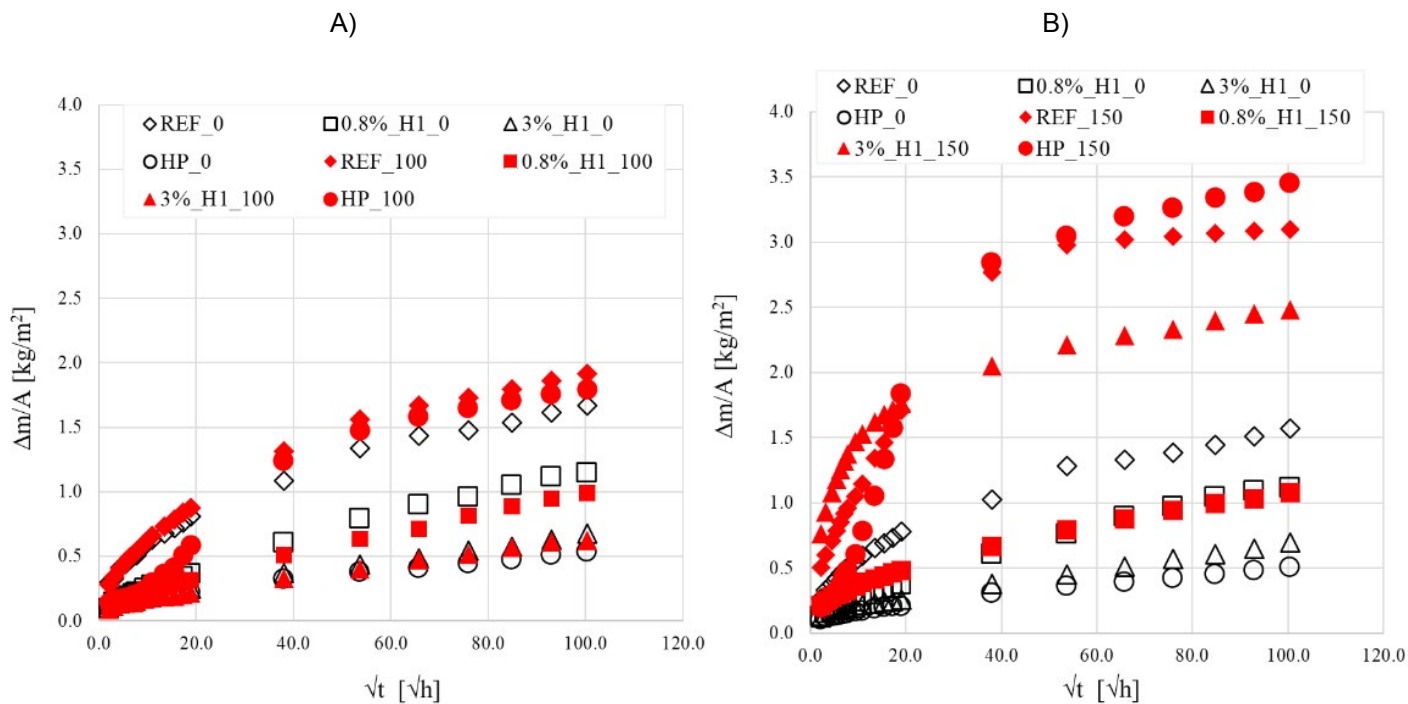 A)
4.0
3.5
3.0
2.5
2.0
1.5
1.0
0.5
0.0
Δm/A [kg/m²]
REF_0 0.8%_H1_0 3%_H1_0
HP_0 REF_100 0.8%_H1_100
3%_H1_100 HP_100
0.0 20.0 40.0 60.0 80.0 100.0 120.0
√t [√h]
B)
REF_0 0.8%_H1_0 3%_H1_0
HP_0 REF_150 0.8%_H1_150
3%_H1_150 HP_150
4.0
3.5
3.0
2.5
2.0
1.5
1.0
0.5
0.0
Δm/A [kg/m²]
0.0 20.0 40.0 60.0 80.0 100.0 120.0
√t [√h]